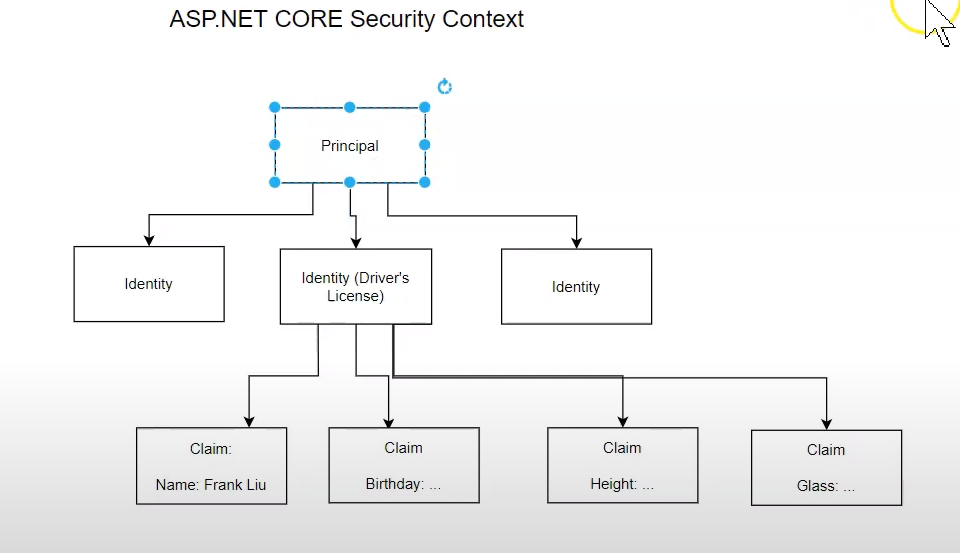 ASP.NET CORE Security Context
Principal
Identity
Identity (Driver's
License)
Identity
Claim:
Name: Frank Liu
Claim
Birthday: ...
Claim
Height: ...
Claim
Glass: ...